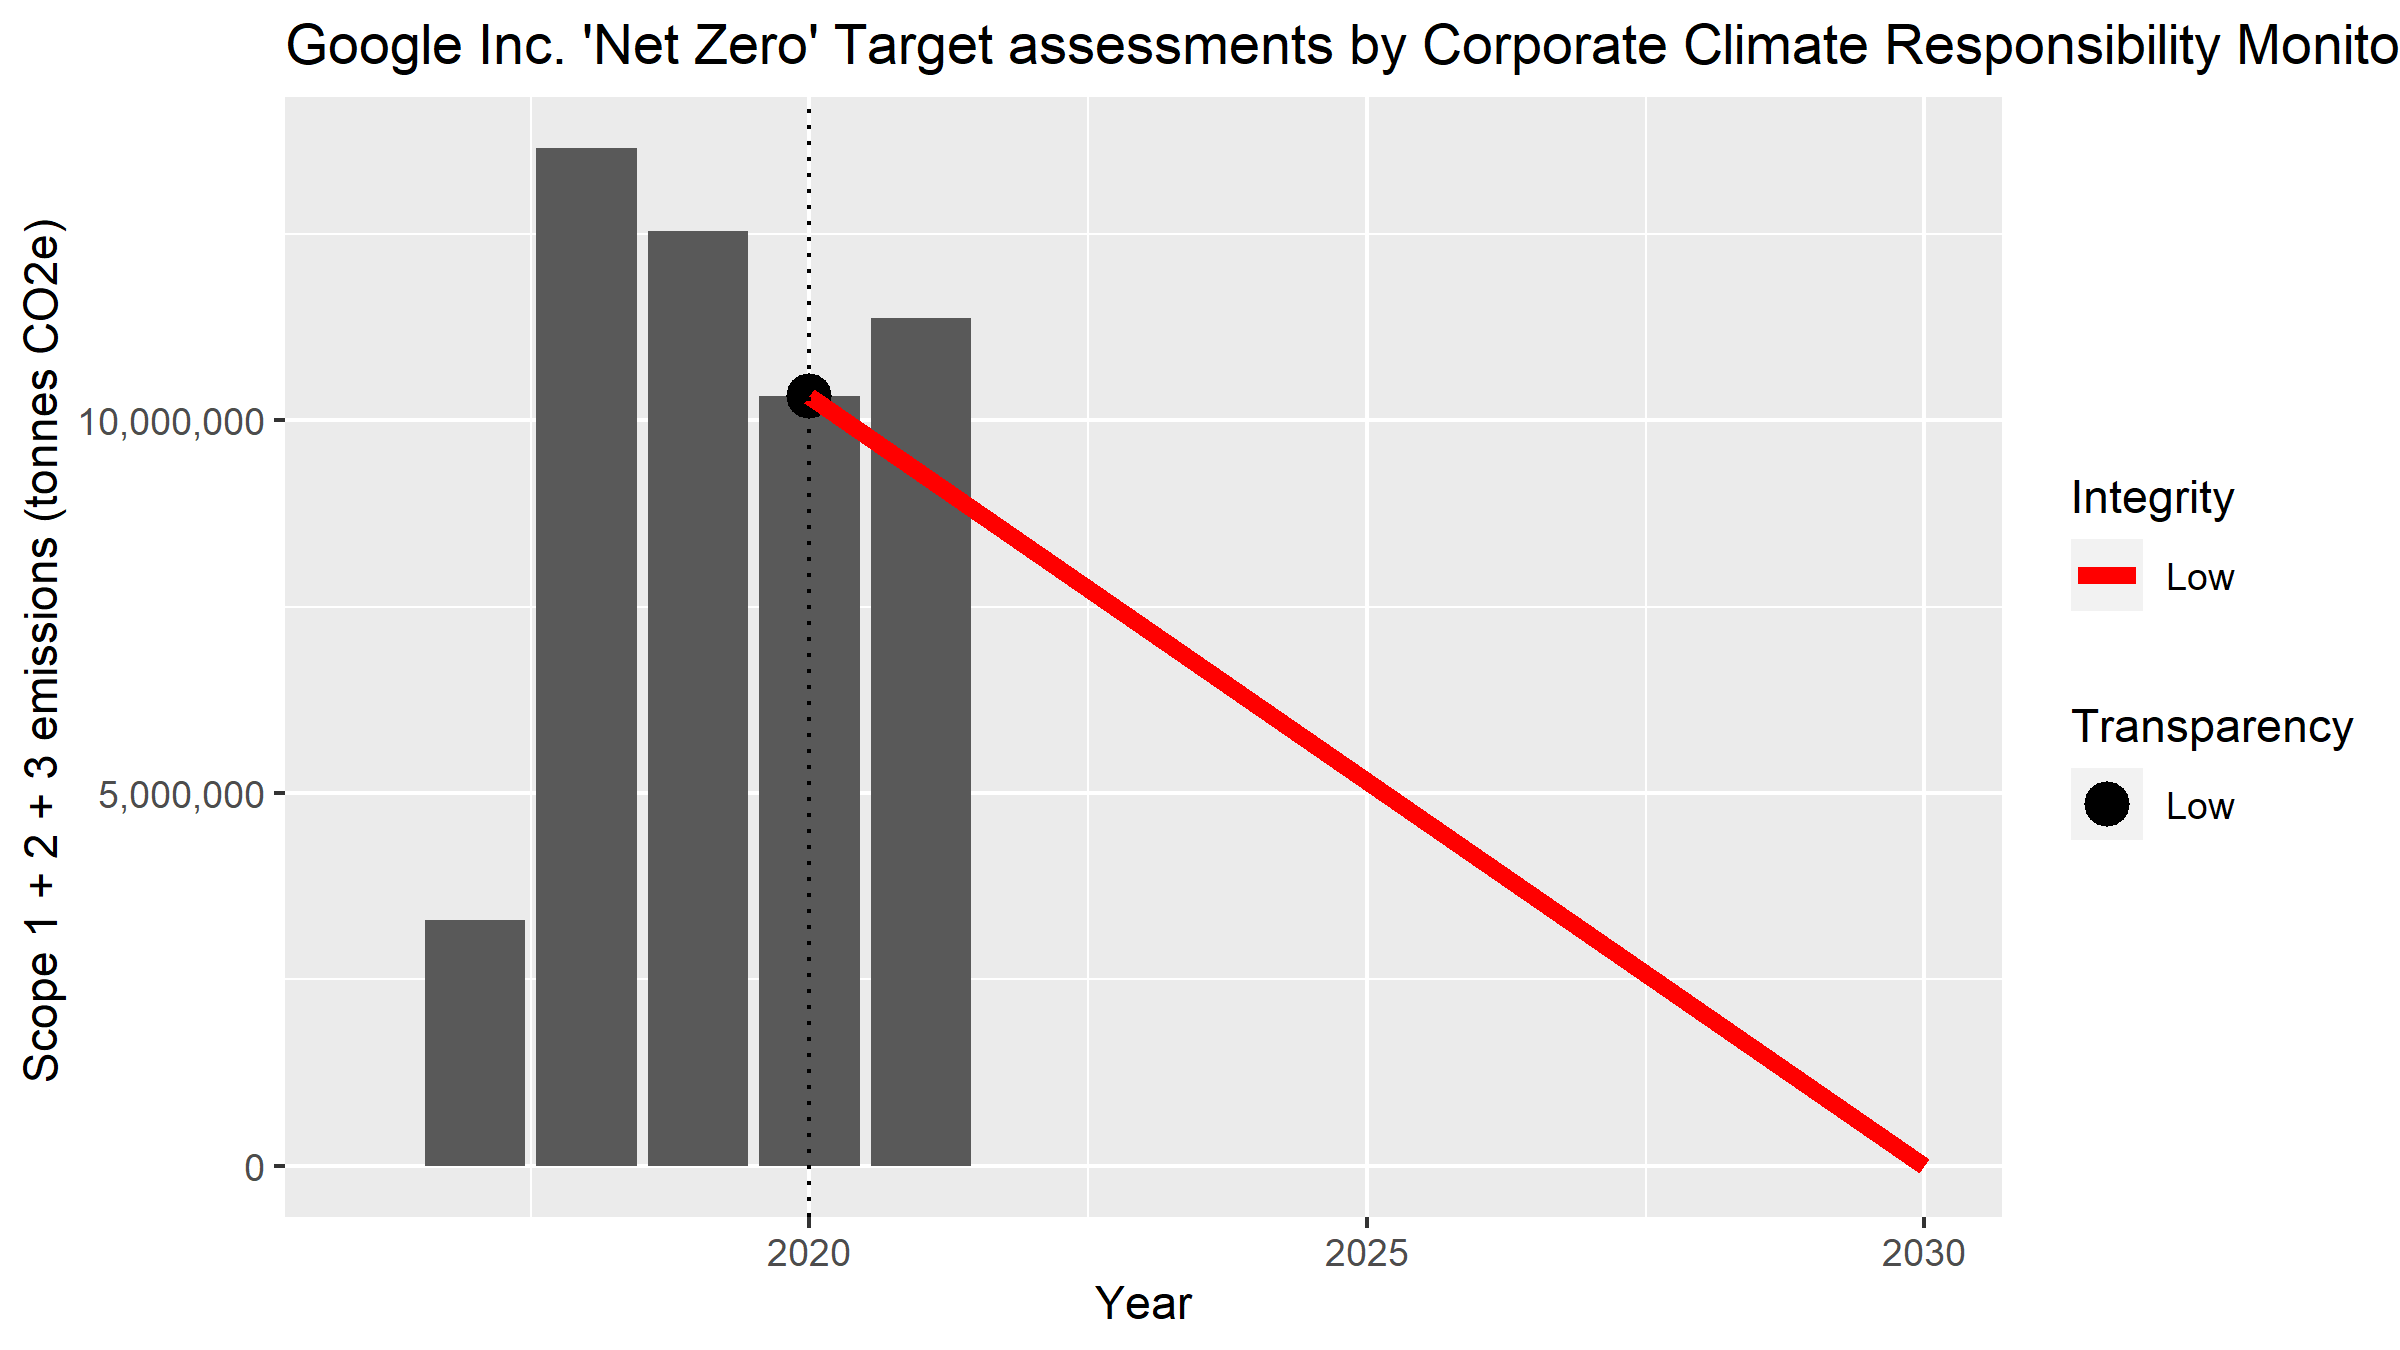 Google Inc. 'Net Zero' Target assessments by Corporate Climate Responsibility Monito
Scope 1 + 2 + 3 emissions (tonnes CO2e)
10,000,000
5,000,000
0
2020
2025
2030
Year
Integrity
Low
Transparency
Low